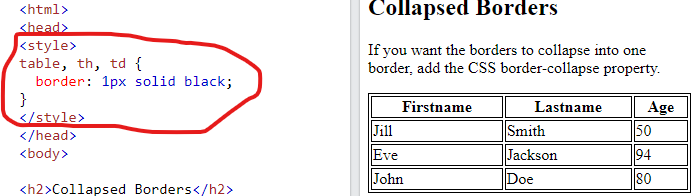 <html>
<head>
<style>
table, th, td {
  border: 1px solid black;
}
</style>
</head>
<body>
<h2>Collapsed Borders</h2>
Collapsed Borders
If you want the borders to collapse into one
border, add the CSS border-collapse property.
Firstname Lastname Age
Jill Smith 50
Eve Jackson 94
John Doe 80